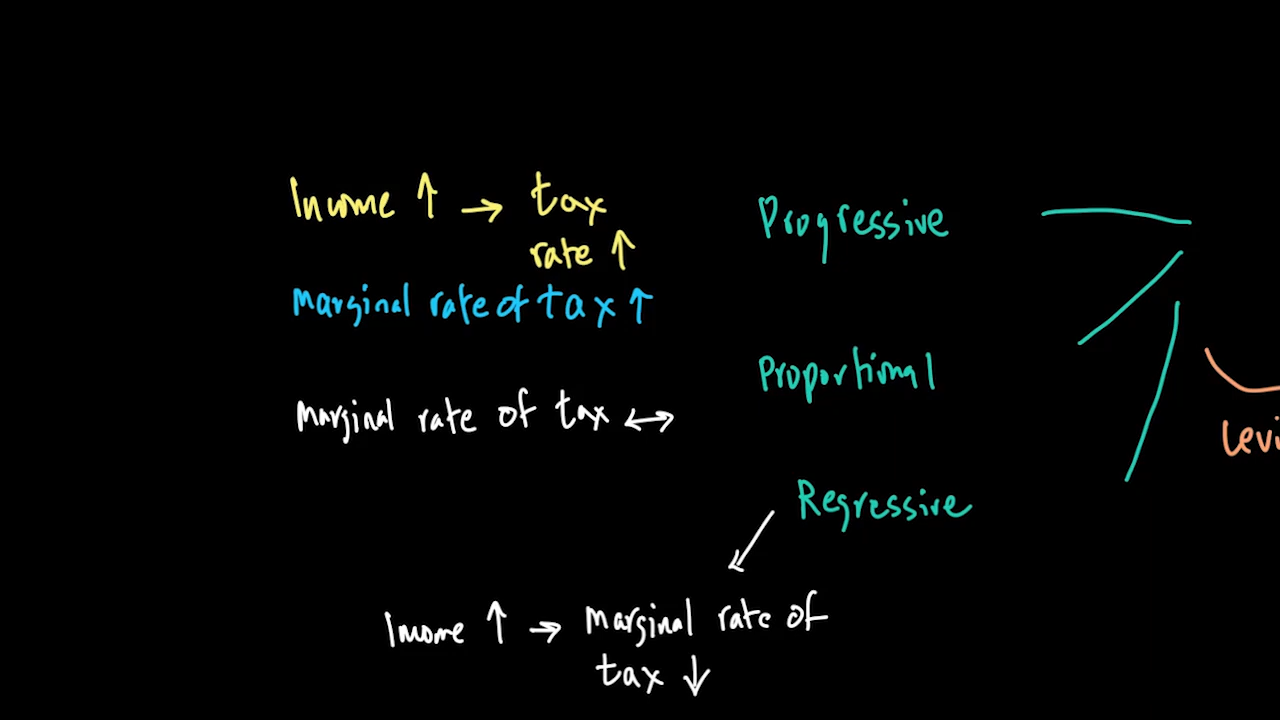 Income ↑ → tax
rate ↑
Marginal rate of tax ↑
Progressive
Marginal rate of tax ↔
Proportional
Regressive
Income ↑ → Marginal rate of
tax ↓